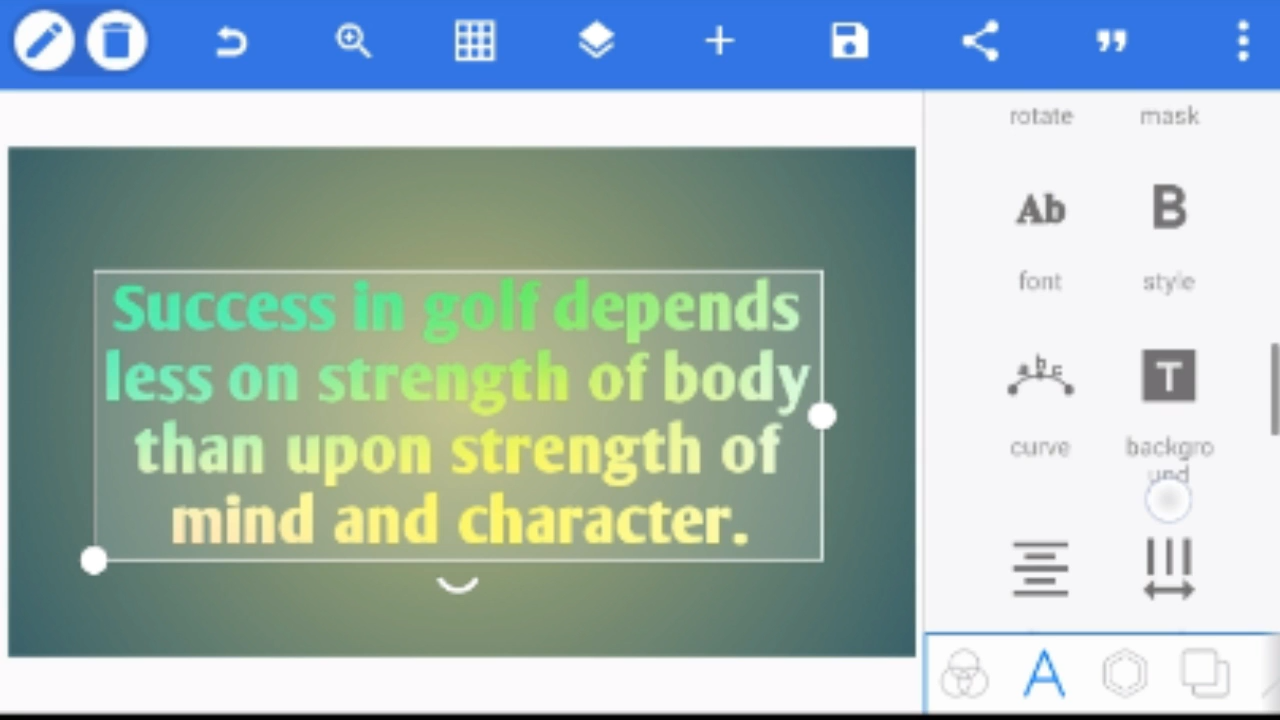 rotate mask
Success in golf depends
less on strength of body
than upon strength of
mind and character.
Ab B
font style
abc T
curve backgro
und
A